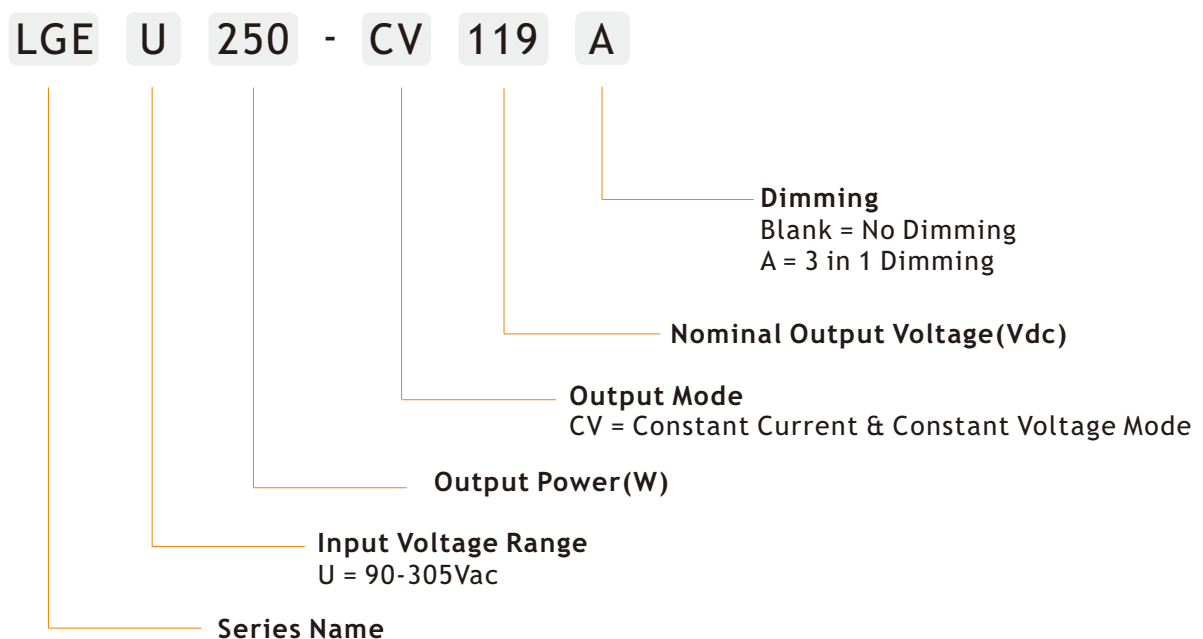 LGE U 250 - CV 119 A
Dimming
Blank = No Dimming
A = 3 in 1 Dimming
Nominal Output Voltage(Vdc)
Output Mode
CV = Constant Current & Constant Voltage Mode
Output Power(W)
Input Voltage Range
U = 90-305Vac
Series Name